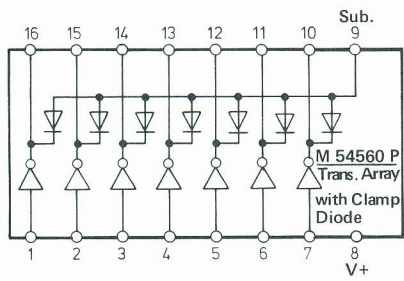 Sub.
16 15 14 13 12 11 10 9
M 54560 P
Trans. Array
with Clamp
Diode
1 2 3 4 5 6 7 8
V+